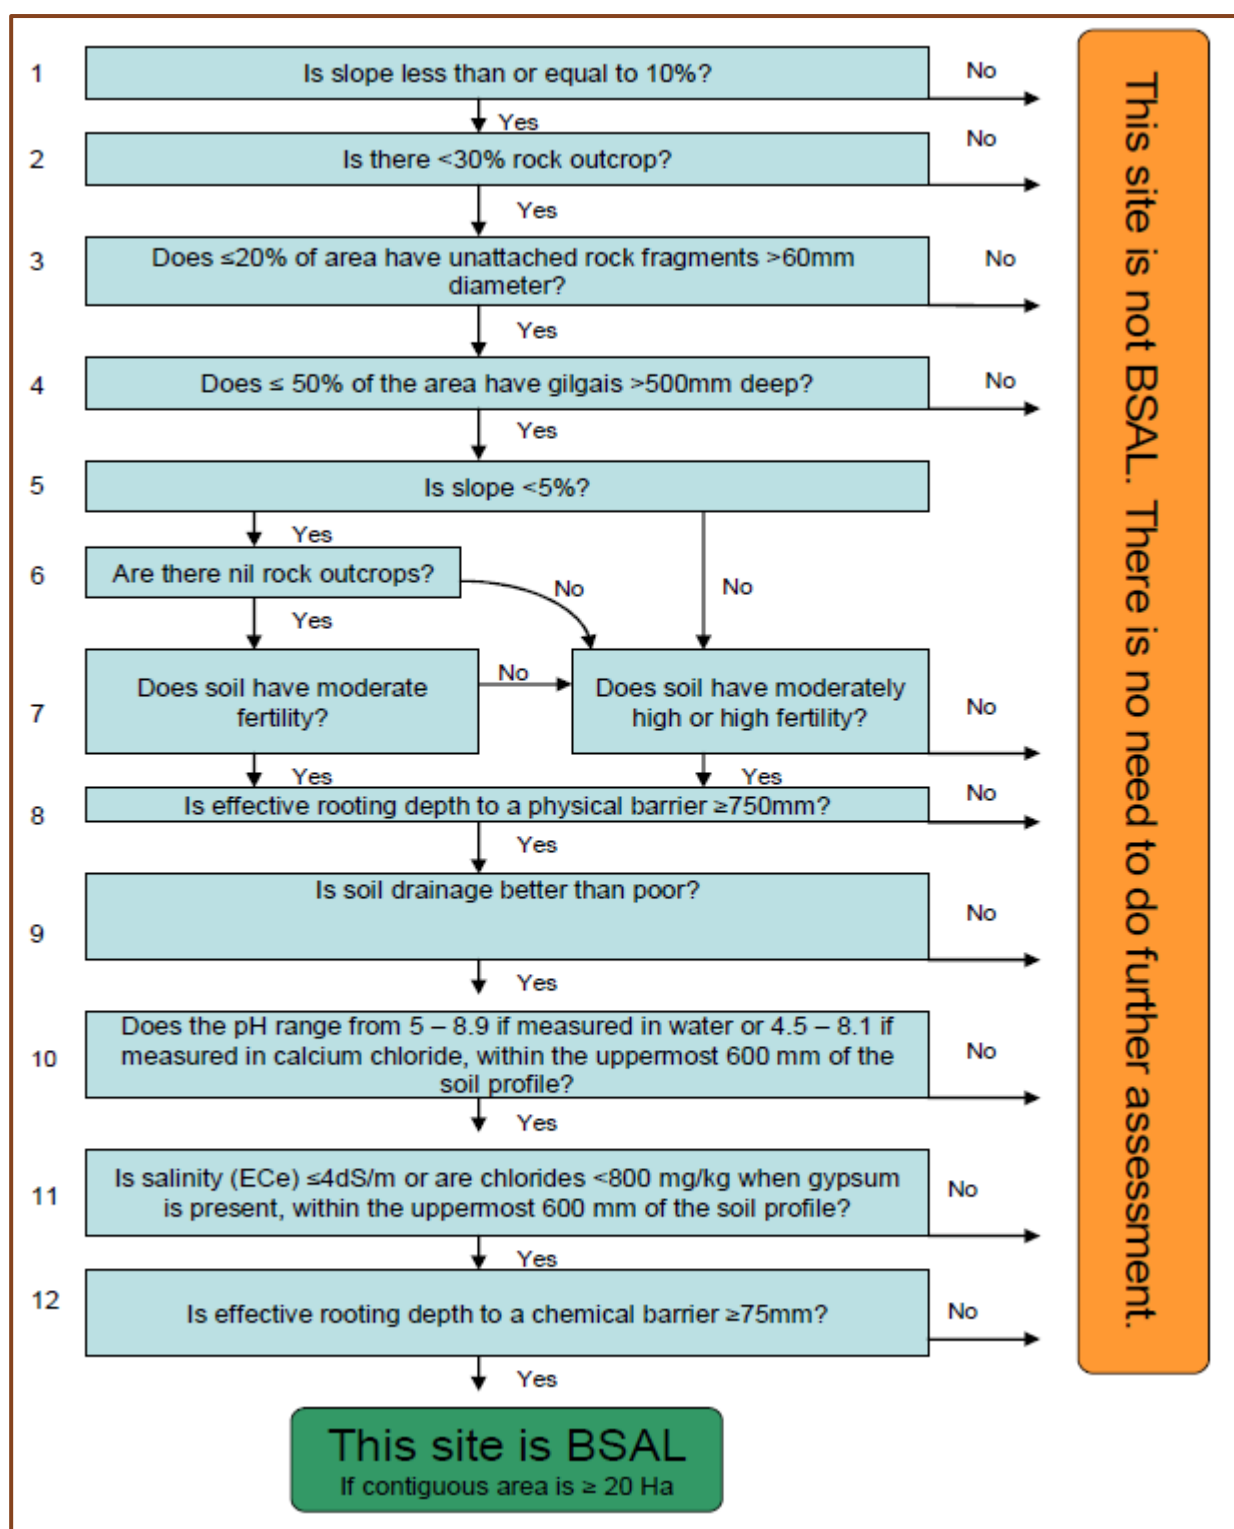 1
Is slope less than or equal to 10%?
No
Yes
2
Is there <30% rock outcrop?
No
Yes
3
Does ≤20% of area have unattached rock fragments >60mm
diameter?
No
Yes
4
Does ≤ 50% of the area have gilgais >500mm deep?
No
Yes
5
Is slope <5%?
Yes
No
6
Are there nil rock outcrops?
No
Yes
7
Does soil have moderate
fertility?
No
Does soil have moderately
high or high fertility?
No
Yes
Yes
8
Is effective rooting depth to a physical barrier ≥750mm?
No
Yes
9
Is soil drainage better than poor?
No
Yes
10
Does the pH range from 5 – 8.9 if measured in water or 4.5 – 8.1 if
measured in calcium chloride, within the uppermost 600 mm of the
soil profile?
No
Yes
11
Is salinity (ECe) ≤4dS/m or are chlorides <800 mg/kg when gypsum
is present, within the uppermost 600 mm of the soil profile?
No
Yes
12
Is effective rooting depth to a chemical barrier ≥75mm?
No
Yes
This site is BSAL
If contiguous area is ≥ 20 Ha
This site is not BSAL. There is no need to do further assessment.